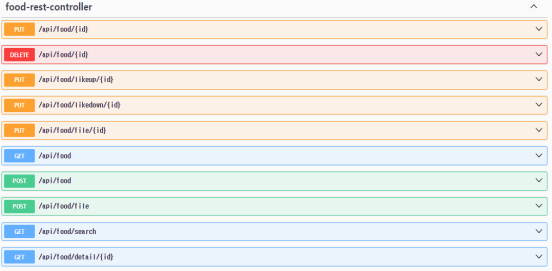 food-rest-controller
PUT /api/food/{id}
DELETE /api/food/{id}
PUT /api/food/likeup/{id}
PUT /api/food/likedown/{id}
PUT /api/food/file/{id}
GET /api/food
POST /api/food
POST /api/food/file
GET /api/food/search
GET /api/food/detail/{id}